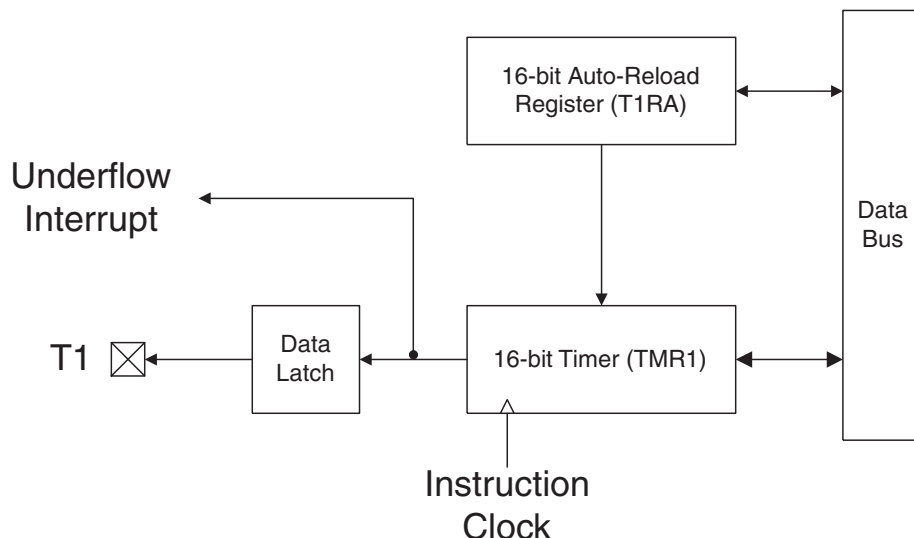 16-bit Auto-Reload
Register (T1RA)
Underflow
Interrupt
Data
Bus
T1
Data
Latch
16-bit Timer (TMR1)
Instruction
Clock